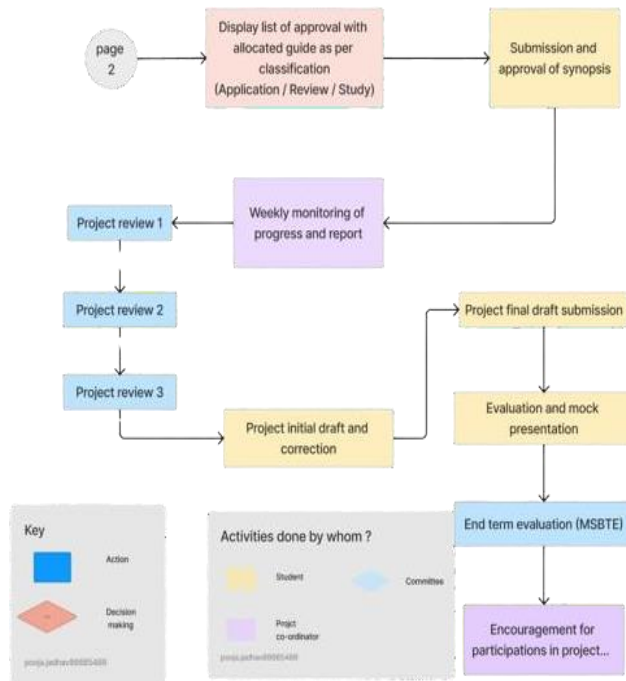 page
2
Display list of approval with
allocated guide as per
classification
(Application / Review / Study)
Submission and
approval of synopsis
Weekly monitoring of
progress and report
Project review 1
Project review 2
Project review 3
Project initial draft and
correction
Project final draft submission
Evaluation and mock
presentation
End term evaluation (MSBTE)
Encouragement for
participations in project...
Key
Action
Decision
making
Activities done by whom ?
Student
Committee
Projct
co-ordinator